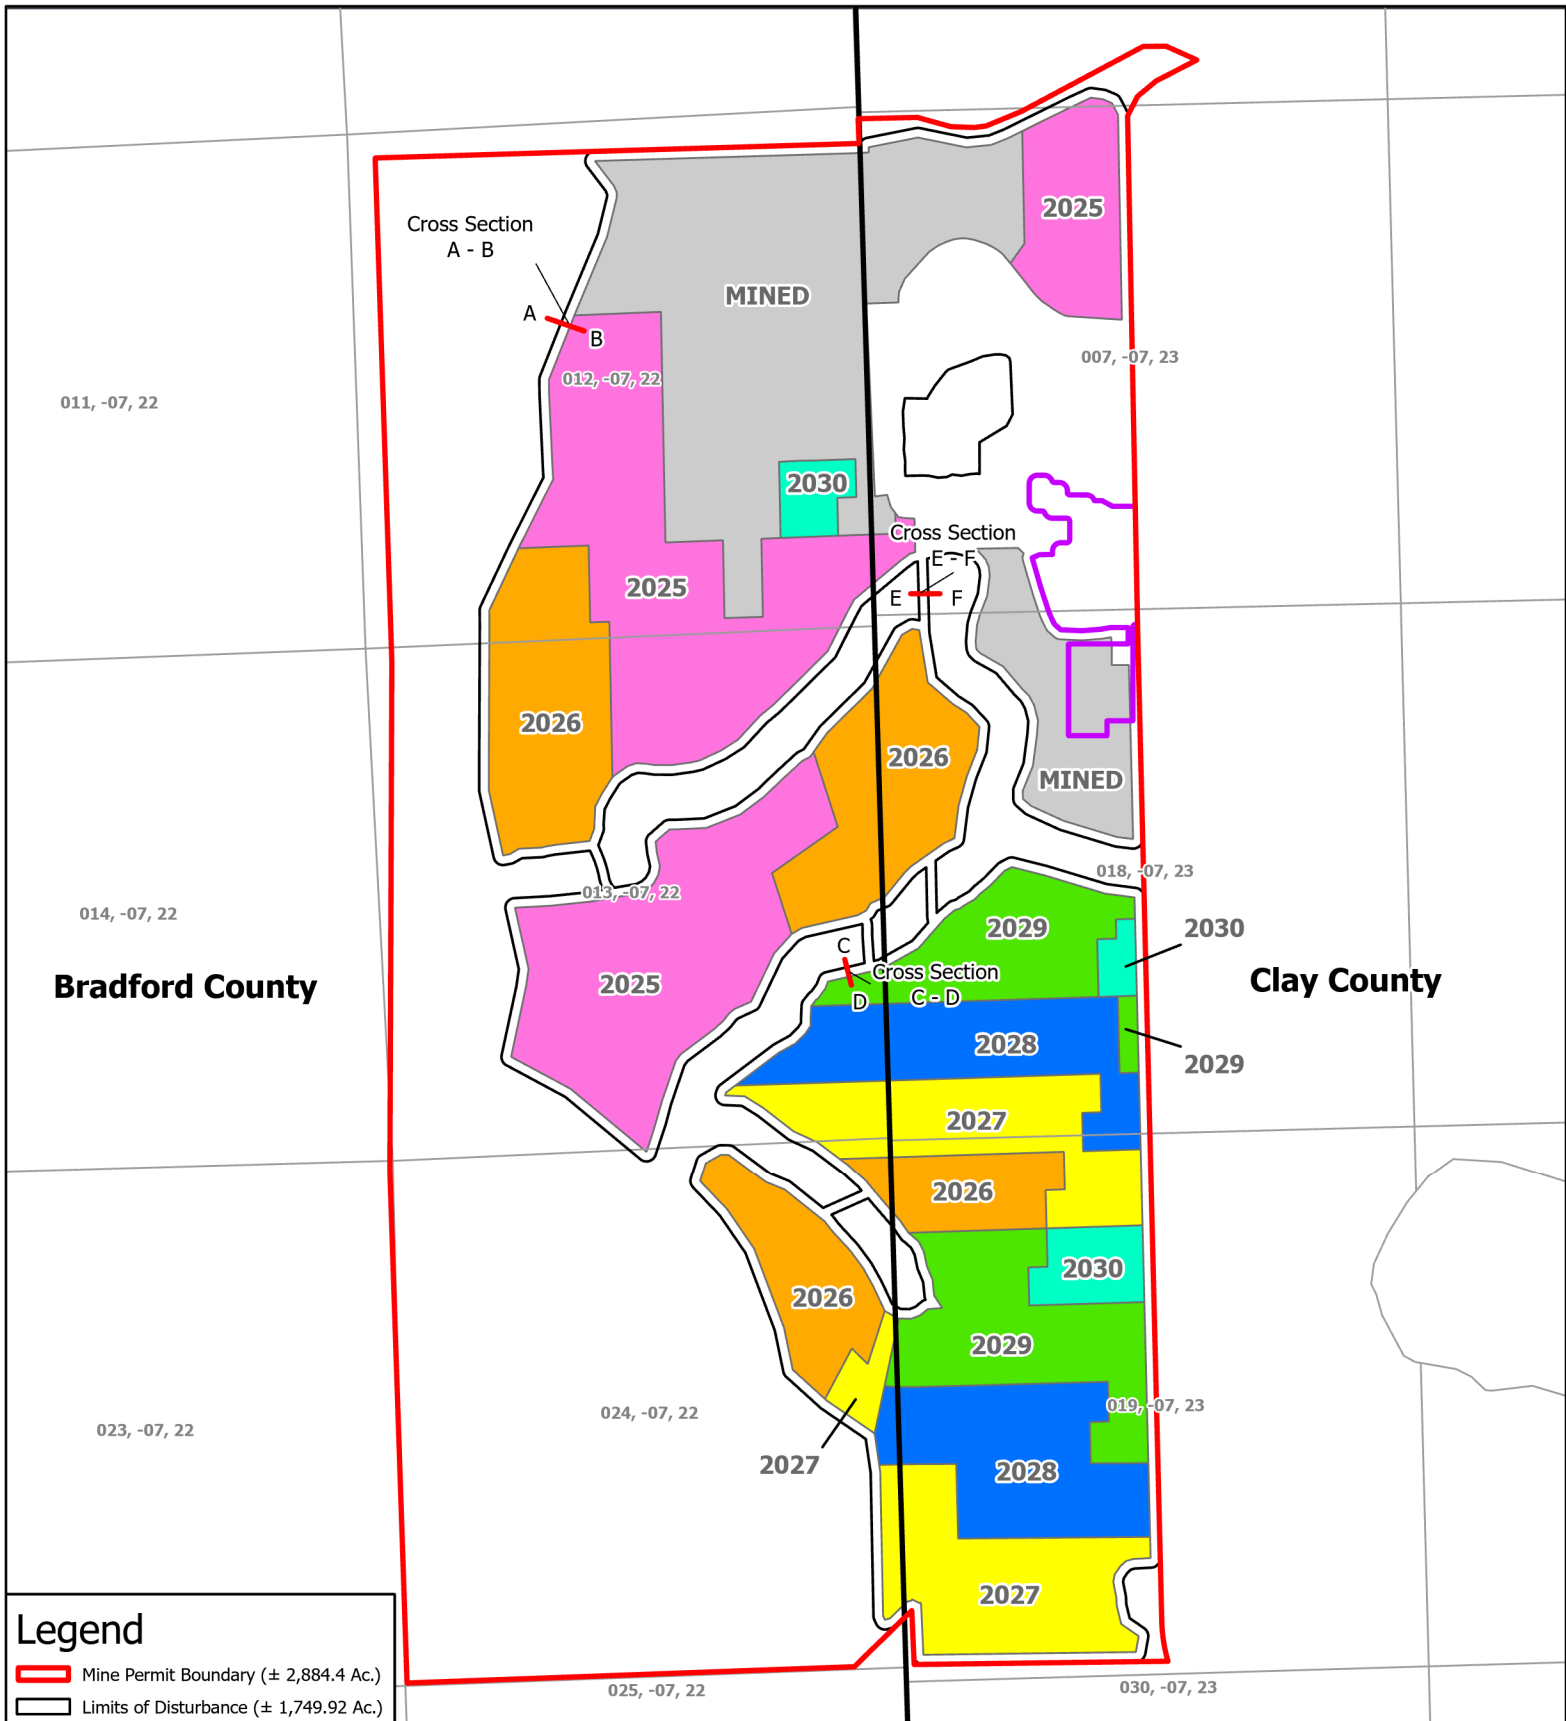 2025
Cross Section
A - B
MINED
A
B
007, -07, 23
012, -07, 22
011, -07, 22
2030
Cross Section
E - F
2025
E
F
2026
2026
MINED
018, -07, 23
013, -07, 22
014, -07, 22
2029
2030
C
Cross Section
C - D
D
Bradford County
2025
Clay County
2028
2029
2027
2026
2030
2026
2029
019, -07, 23
024, -07, 22
023, -07, 22
2027
2028
2027
Legend
Mine Permit Boundary (± 2,884.4 Ac.)
Limits of Disturbance (± 1,749.92 Ac.)
025, -07, 22
030, -07, 23